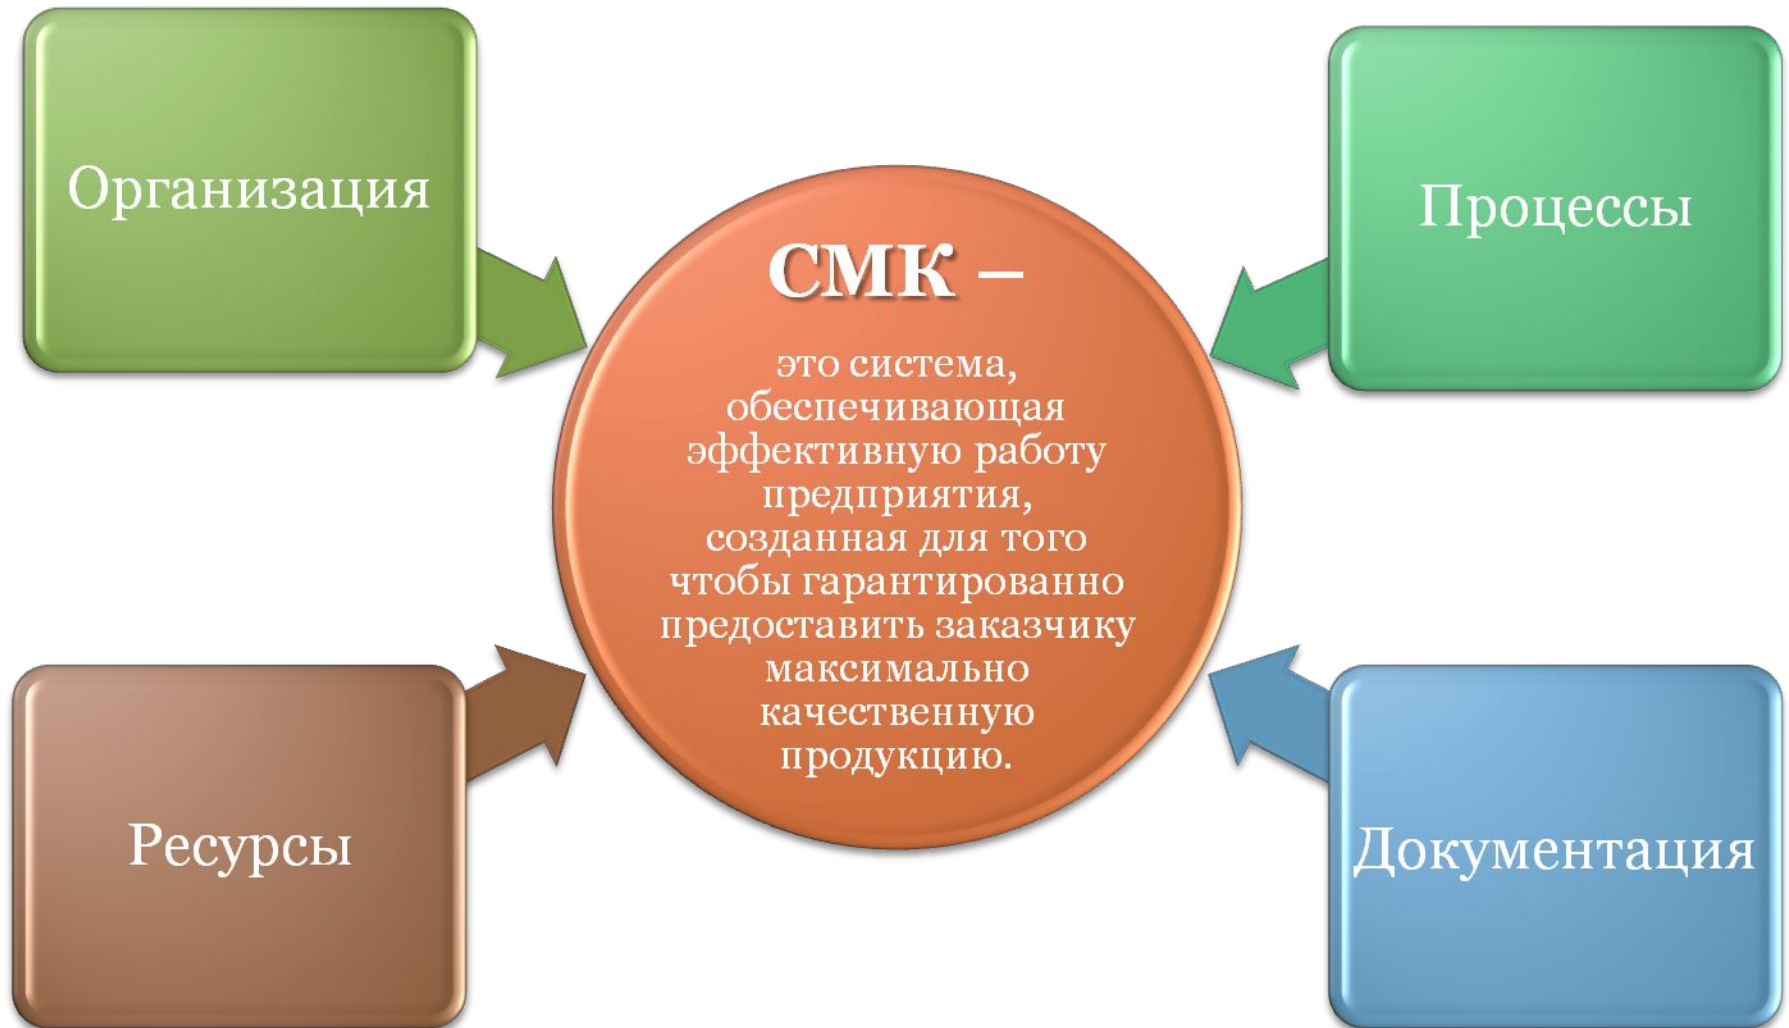 Организация
Процессы
СМК –
это система,
обеспечивающая
эффективную работу
предприятия,
созданная для того
чтобы гарантированно
предоставить заказчику
максимально
качественную
продукцию.
Ресурсы
Документация